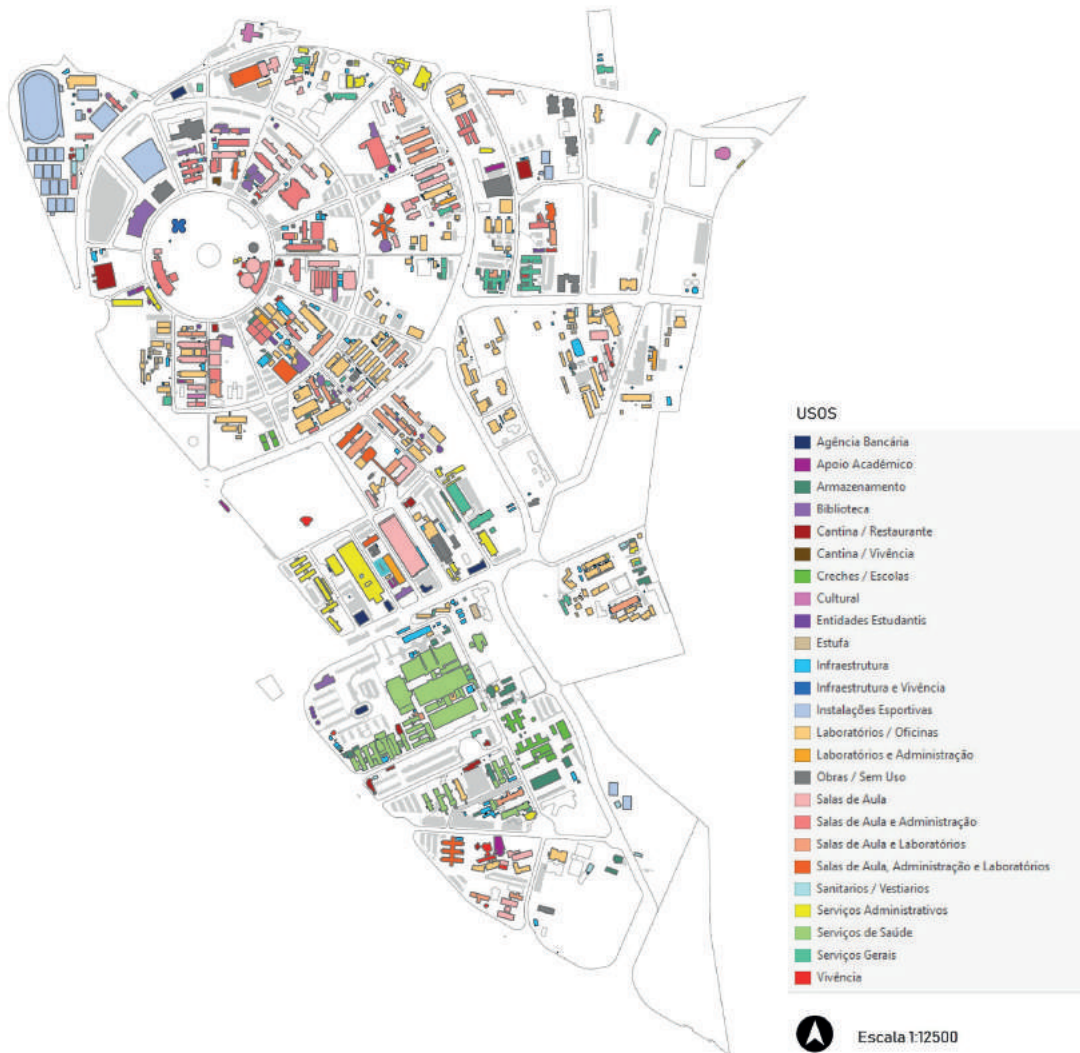 USOS
Agência Bancária
Apoio Acadêmico
Armazenamento
Biblioteca
Cantina / Restaurante
Cantina / Vivência
Creches / Escolas
Cultural
Entidades Estudantis
Estufa
Infraestrutura
Infraestrutura e Vivência
Instalações Esportivas
Laboratórios / Oficinas
Laboratórios e Administração
Obras / Sem Uso
Salas de Aula
Salas de Aula e Administração
Salas de Aula e Laboratórios
Salas de Aula, Administração e Laboratórios
Sanitarios / Vestiarios
Serviços Administrativos
Serviços de Saúde
Serviços Gerais
Vivência
Escala 1:12500